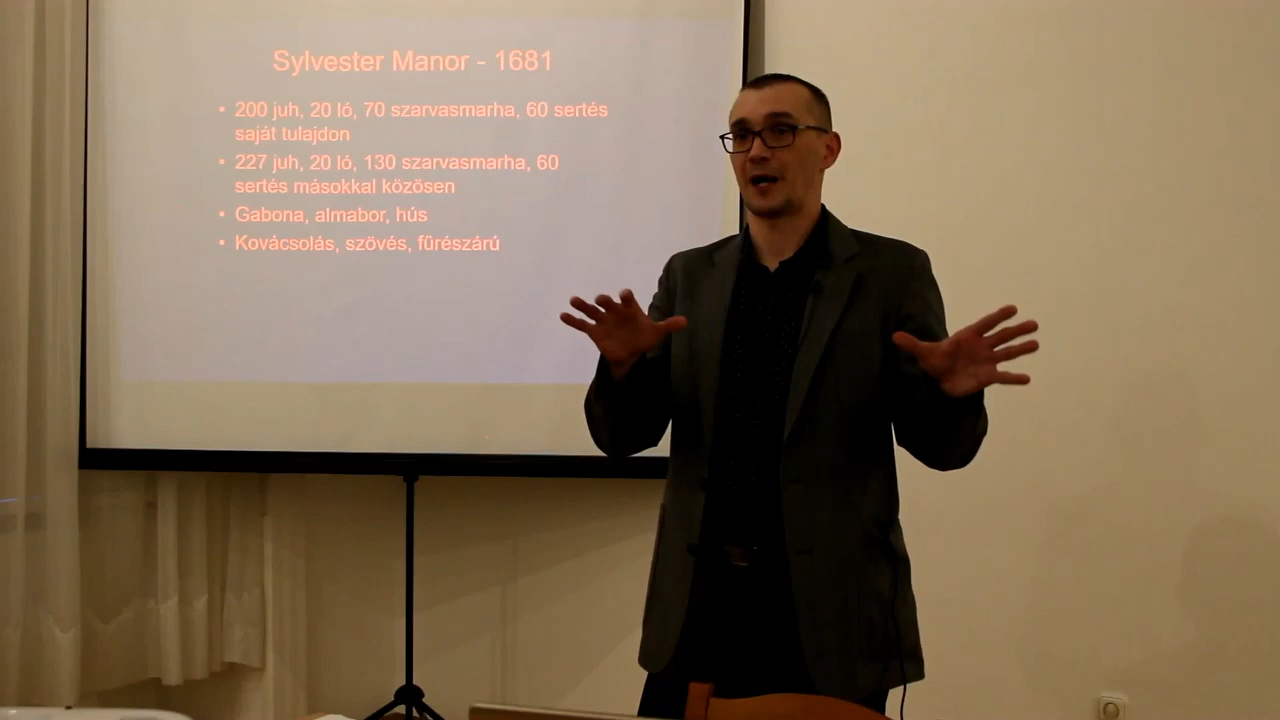 Sylvester Manor - 1681
• 200 juh, 20 ló, 70 szarvasmarha, 60 sertés
saját tulajdon
• 227 juh, 20 ló, 130 szarvasmarha, 60
sertés másokkal közösen
• Gabona, almabor, hús
• Kovácsolás, szövés, fűrészárú